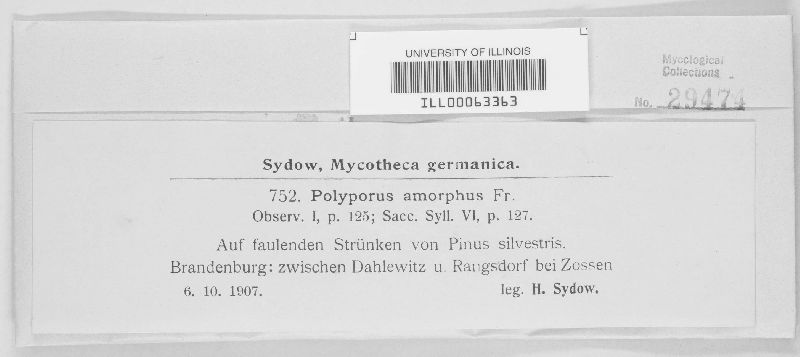 UNIVERSITY OF ILLINOIS
ILL00063363
Mycological
Collections
No. 29474
Sydow, Mycotheca germanica.
752. Polyporus amorphus Fr.
Observ. I, p. 125; Sacc. Syll. VI, p. 127.
Auf faulenden Strünken von Pinus silvestris.
Brandenburg: zwischen Dahlewitz u. Rangsdorf bei Zossen
6. 10. 1907. leg. H. Sydow.